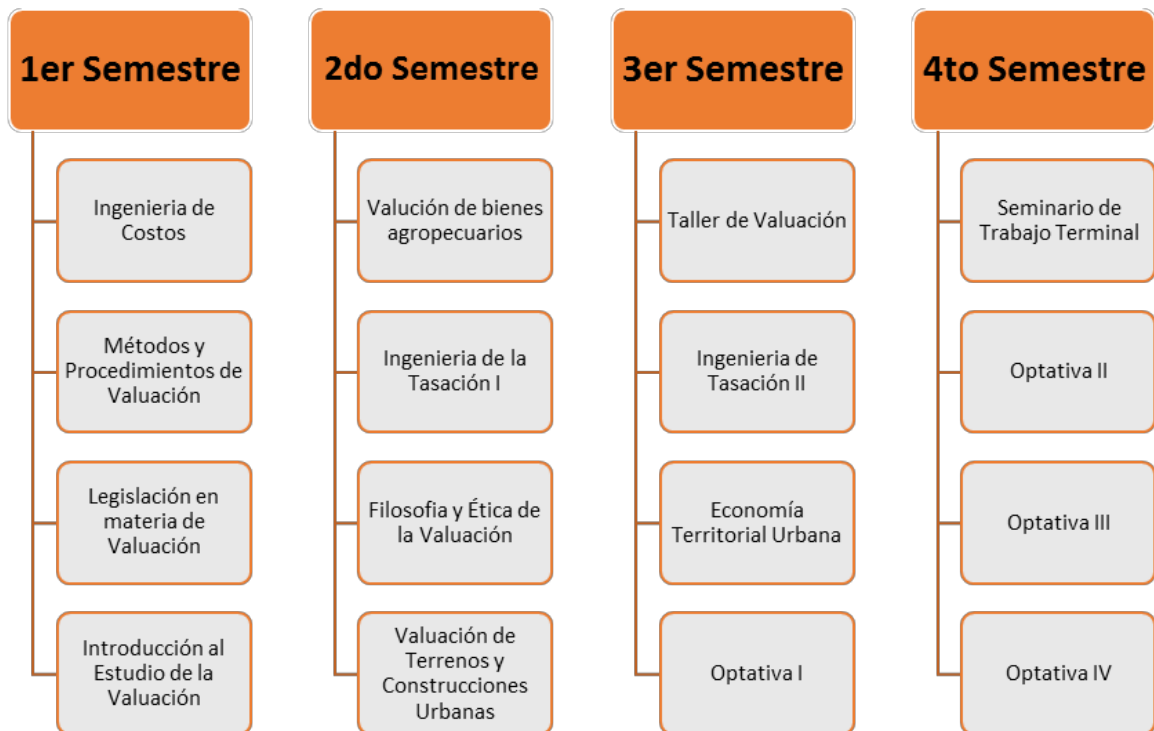 1er Semestre
Ingenieria de
Costos
Métodos y
Procedimientos de
Valuación
Legislación en
materia de
Valuación
Introducción al
Estudio de la
Valuación
2do Semestre
Valución de bienes
agropecuarios
Ingenieria de la
Tasación I
Filosofia y Ética de
la Valuación
Valuación de
Terrenos y
Construcciones
Urbanas
3er Semestre
Taller de Valuación
Ingenieria de
Tasación II
Economía
Territorial Urbana
Optativa I
4to Semestre
Seminario de
Trabajo Terminal
Optativa II
Optativa III
Optativa IV